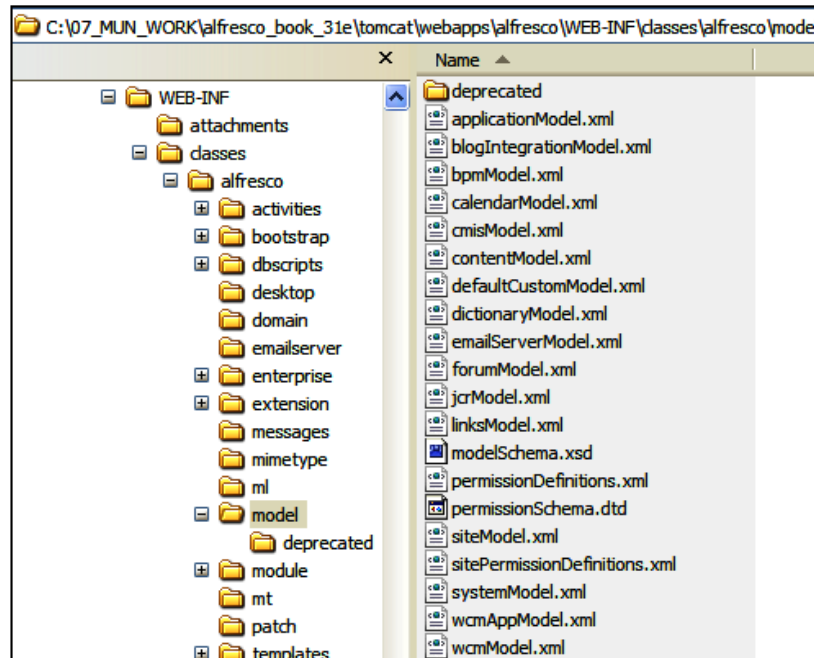 C:\07_MUN_WORK\alfresco_book_31e\tomcat\webapps\alfresco\WEB-INF\classes\alfresco\mode
WEB-INF
attachments
classes
alfresco
activities
bootstrap
dbscripts
desktop
domain
emailserver
enterprise
extension
messages
mimetype
ml
model
deprecated
module
mt
patch
templates
Name
deprecated
applicationModel.xml
blogIntegrationModel.xml
bpmModel.xml
calendarModel.xml
cmisModel.xml
contentModel.xml
defaultCustomModel.xml
dictionaryModel.xml
emailServerModel.xml
forumModel.xml
jcrModel.xml
linksModel.xml
modelSchema.xsd
permissionDefinitions.xml
permissionSchema.dtd
siteModel.xml
sitePermissionDefinitions.xml
systemModel.xml
wcmAppModel.xml
wcmModel.xml